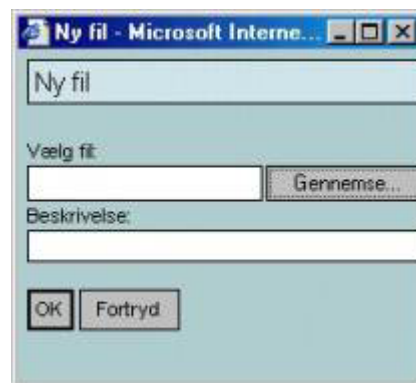 Ny fil - Microsoft Interne...
Ny fil
Vælg fil:
Gennemse...
Beskrivelse:
OK Fortryd